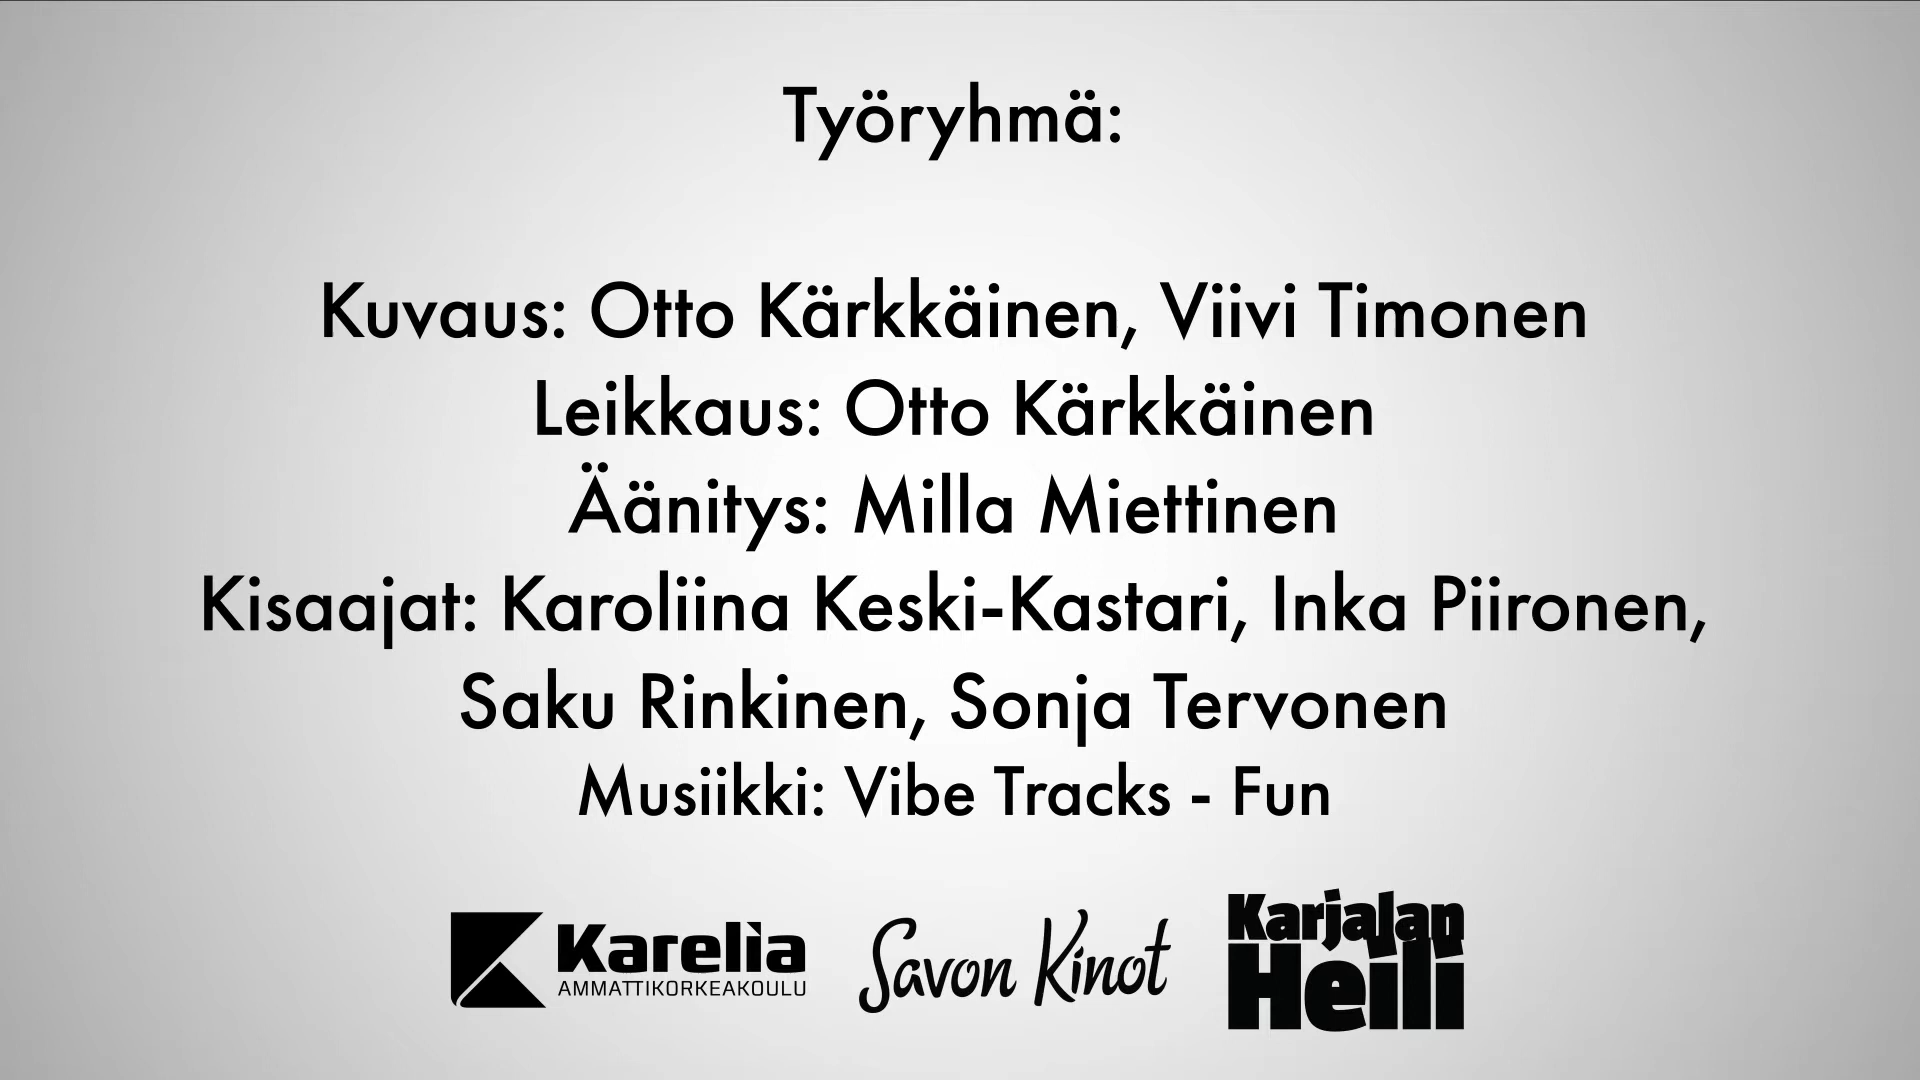 Työryhmä:
Kuvaus: Otto Kärkkäinen, Viivi Timonen
Leikkaus: Otto Kärkkäinen
Äänitys: Milla Miettinen
Kisaajat: Karoliina Keski-Kastari, Inka Piironen,
Saku Rinkinen, Sonja Tervonen
Musiikki: Vibe Tracks - Fun
Karelia
AMMATTIKORKEAKOULU
Savon Kinot
Karjalan
Heili